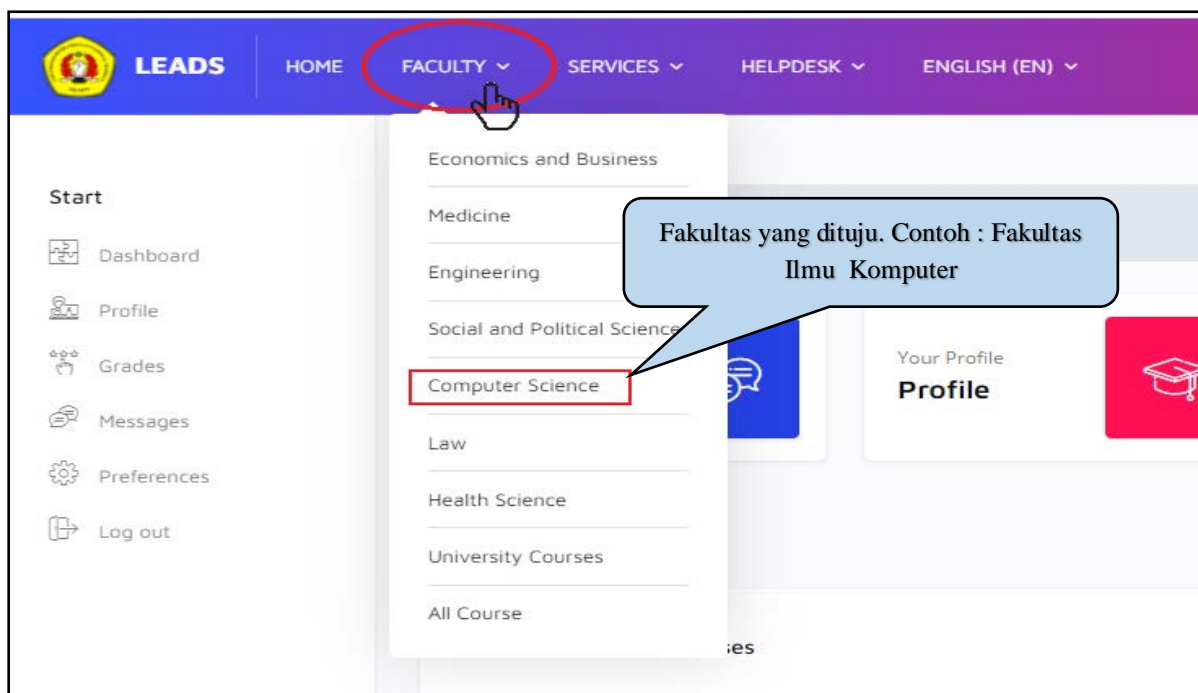 LEADS
HOME
FACULTY
SERVICES
HELPDESK
ENGLISH (EN)
Start
Dashboard
Profile
Grades
Messages
Preferences
Log out
Economics and Business
Medicine
Engineering
Social and Political Science
Computer Science
Law
Health Science
University Courses
All Course
Fakultas yang dituju. Contoh : Fakultas
Ilmu Komputer
Your Profile
Profile